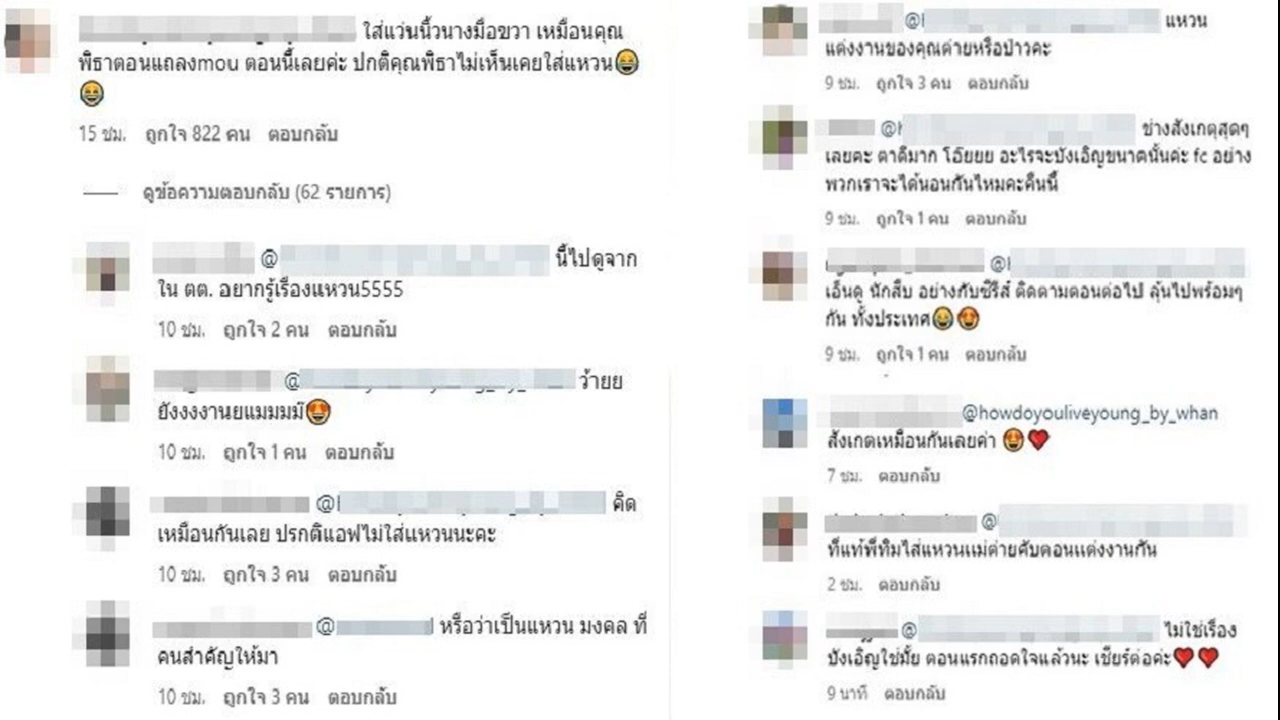 ใส่แว่นนิ้วนางมือขวา เหมือนคุณ
พิธาตอนแถลงmou ตอนนี้เลยค่ะ ปกติคุณพิธาไม่เห็นเคยใส่แหวน😂
😂
15 ชม. ถูกใจ 822 คน ตอบกลับ
ดูข้อความตอบกลับ (62 รายการ)
@ นี้ไปดูจาก
ใน ตต. อยากรู้เรื่องแหวน5555
10 ชม. ถูกใจ 2 คน ตอบกลับ
@ ว้ายย
ยังงงงานยแมมมม๊🤩
10 ชม. ถูกใจ 1 คน ตอบกลับ
@ คิด
เหมือนกันเลย ปรกติแอฟไม่ใส่แหวนนะคะ
10 ชม. ถูกใจ 3 คน ตอบกลับ
@ หรือว่าเป็นแหวน มงคล ที่
คนสำคัญให้มา
10 ชม. ถูกใจ 3 คน ตอบกลับ
@ แหวน
แต่งงานของคุณต่ายหรือป่าวคะ
9 ชม. ถูกใจ 3 คน ตอบกลับ
@ ช่างสังเกตุสุดๆ
เลยคะ ตาดีมาก โอ๊ยยย อะไรจะบังเอิญขนาดนั้นค่ะ fc อย่าง
พวกเราจะได้นอนกันไหมคะคืนนี้
9 ชม. ถูกใจ 1 คน ตอบกลับ
@
เอ็นดู นักสืบ อย่างกับซีรีส์ ติดตามตอนต่อไป ลุ้นไปพร้อมๆ
กัน ทั้งประเทศ😂🤩
9 ชม. ถูกใจ 1 คน ตอบกลับ
@howdoyouliveyoung_by_whan
สังเกตเหมือนกันเลยค่า 🤩❤️
7 ชม. ตอบกลับ
@
ที่แท้พี่ทิมใส่แหวนแม่ต่ายคับตอนแต่งงานกัน
2 ชม. ตอบกลับ
@ ไม่ใช่เรื่อง
บังเอิญใช่มั้ย ตอนแรกถอดใจแล้วนะ เชียร์ต่อค่ะ❤️❤️
9 นาที ตอบกลับ